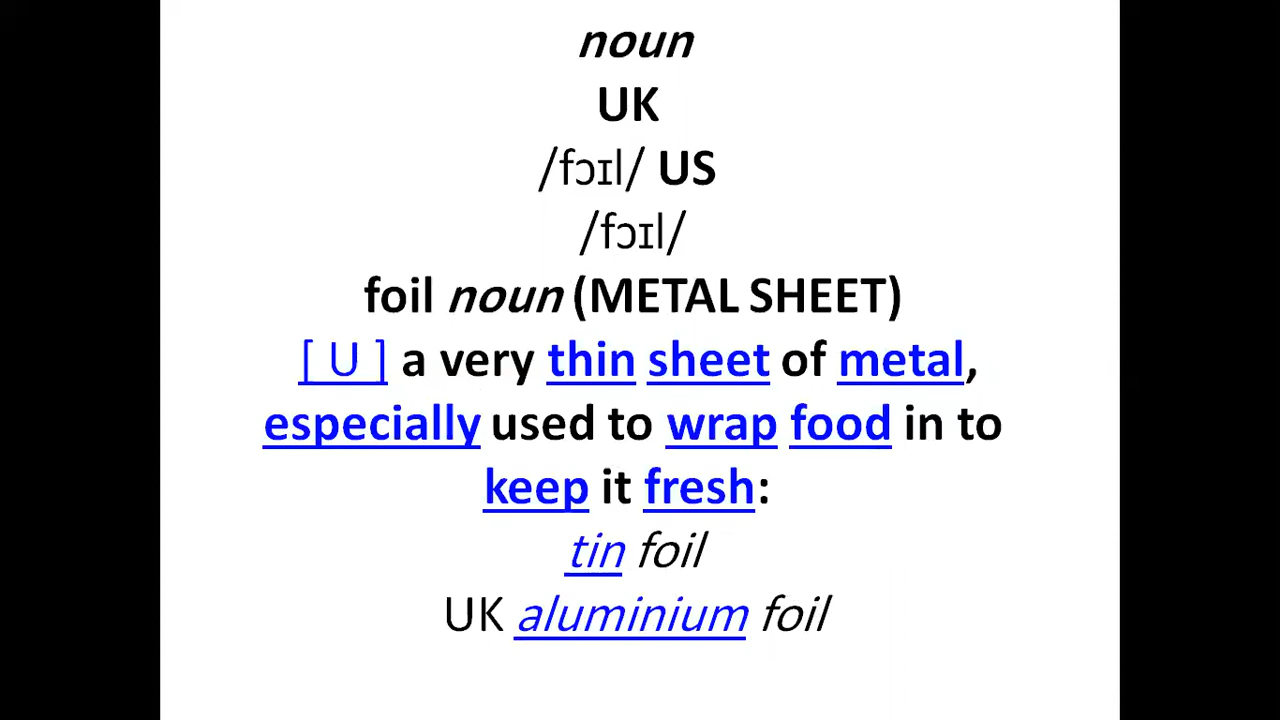 noun
UK
/fɔɪl/ US
/fɔɪl/
foil noun (METAL SHEET)
[ U ] a very thin sheet of metal,
especially used to wrap food in to
keep it fresh:
tin foil
UK aluminium foil